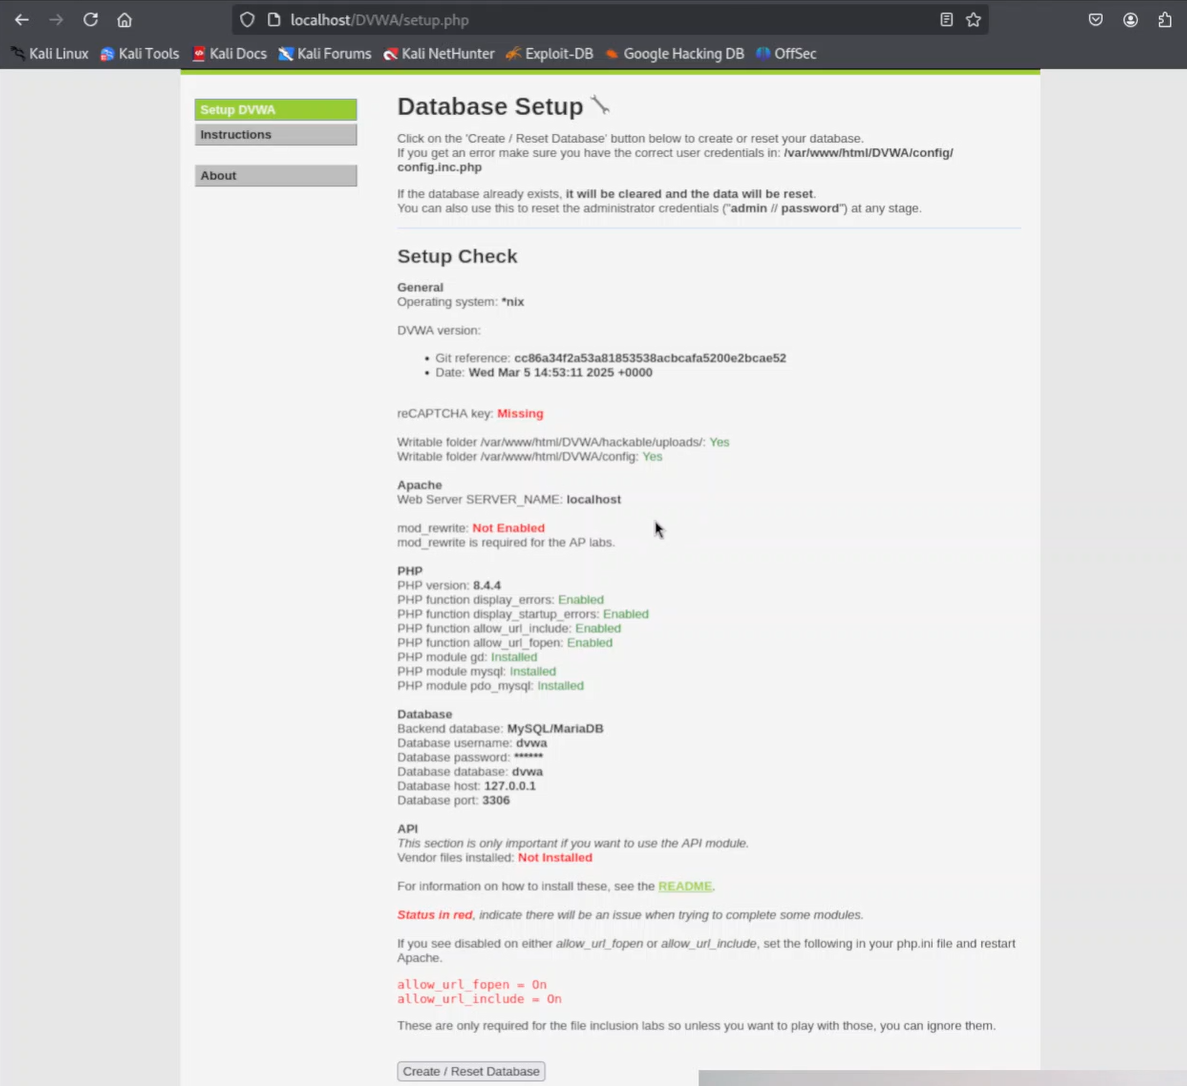 localhost/DVWA/setup.php
Kali Linux Kali Tools Kali Docs Kali Forums Kali NetHunter Exploit-DB Google Hacking DB OffSec
Setup DVWA
Instructions
About
Database Setup
Click on the 'Create / Reset Database' button below to create or reset your database.
If you get an error make sure you have the correct user credentials in: /var/www/html/DVWA/config/
config.inc.php
If the database already exists, it will be cleared and the data will be reset.
You can also use this to reset the administrator credentials ("admin // password") at any stage.
Setup Check
General
Operating system: *nix
DVWA version:
• Git reference: cc86a34f2a53a81853538acbcafa5200e2bcae52
• Date: Wed Mar 5 14:53:11 2025 +0000
reCAPTCHA key: Missing
Writable folder /var/www/html/DVWA/hackable/uploads/: Yes
Writable folder /var/www/html/DVWA/config: Yes
Apache
Web Server SERVER_NAME: localhost
mod_rewrite: Not Enabled
mod_rewrite is required for the AP labs.
PHP
PHP version: 8.4.4
PHP function display_errors: Enabled
PHP function display_startup_errors: Enabled
PHP function allow_url_include: Enabled
PHP function allow_url_fopen: Enabled
PHP module gd: Installed
PHP module mysql: Installed
PHP module pdo_mysql: Installed
Database
Backend database: MySQL/MariaDB
Database username: dvwa
Database password: ******
Database database: dvwa
Database host: 127.0.0.1
Database port: 3306
API
This section is only important if you want to use the API module.
Vendor files installed: Not Installed
For information on how to install these, see the README.
Status in red, indicate there will be an issue when trying to complete some modules.
If you see disabled on either allow_url_fopen or allow_url_include, set the following in your php.ini file and restart
Apache.
allow_url_fopen = On
allow_url_include = On
These are only required for the file inclusion labs so unless you want to play with those, you can ignore them.
Create / Reset Database